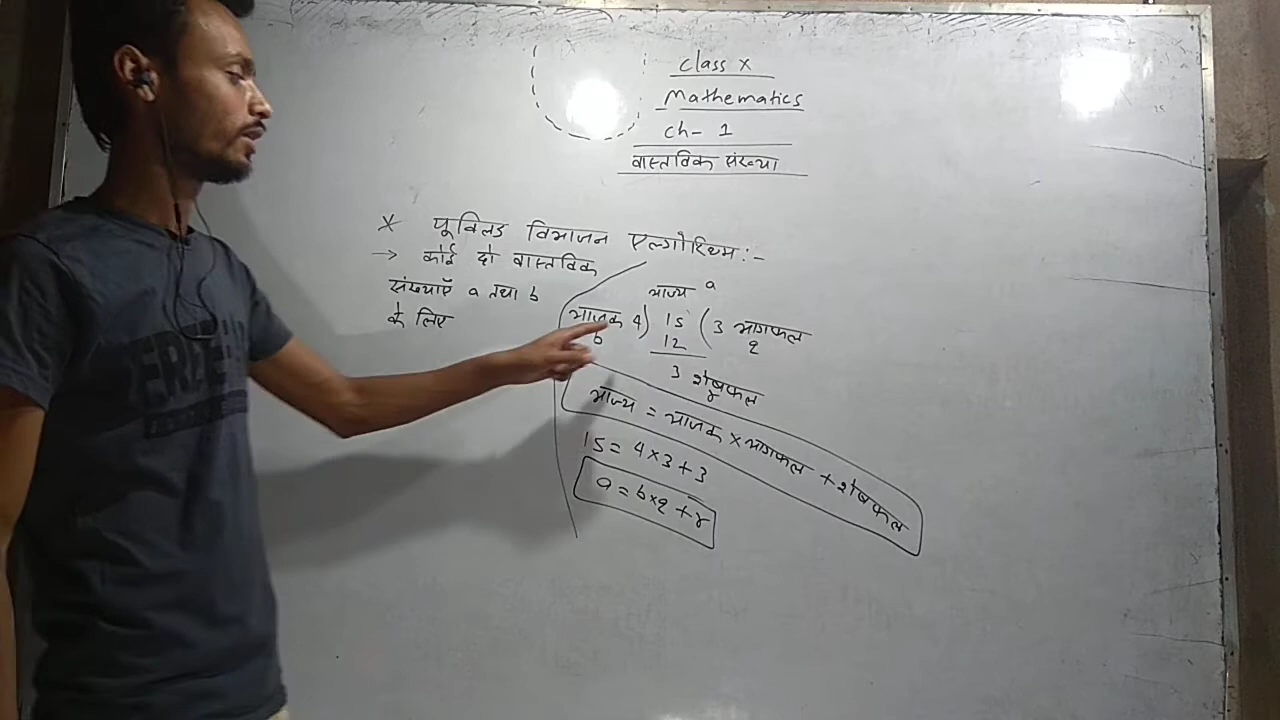 class X
Mathematics
ch- 1
वास्तविक संख्या
* यूक्लिड विभाजन एल्गोरिथम :-
→ कोई दो वास्तविक
संख्याएँ a तथा b
के लिए
भाज्य a
भाजक 4) 15 (3 भागफल
b 12 q
3 शेषफल
r
भाज्य = भाजक × भागफल + शेषफल
15 = 4×3+3
a = b×q+r